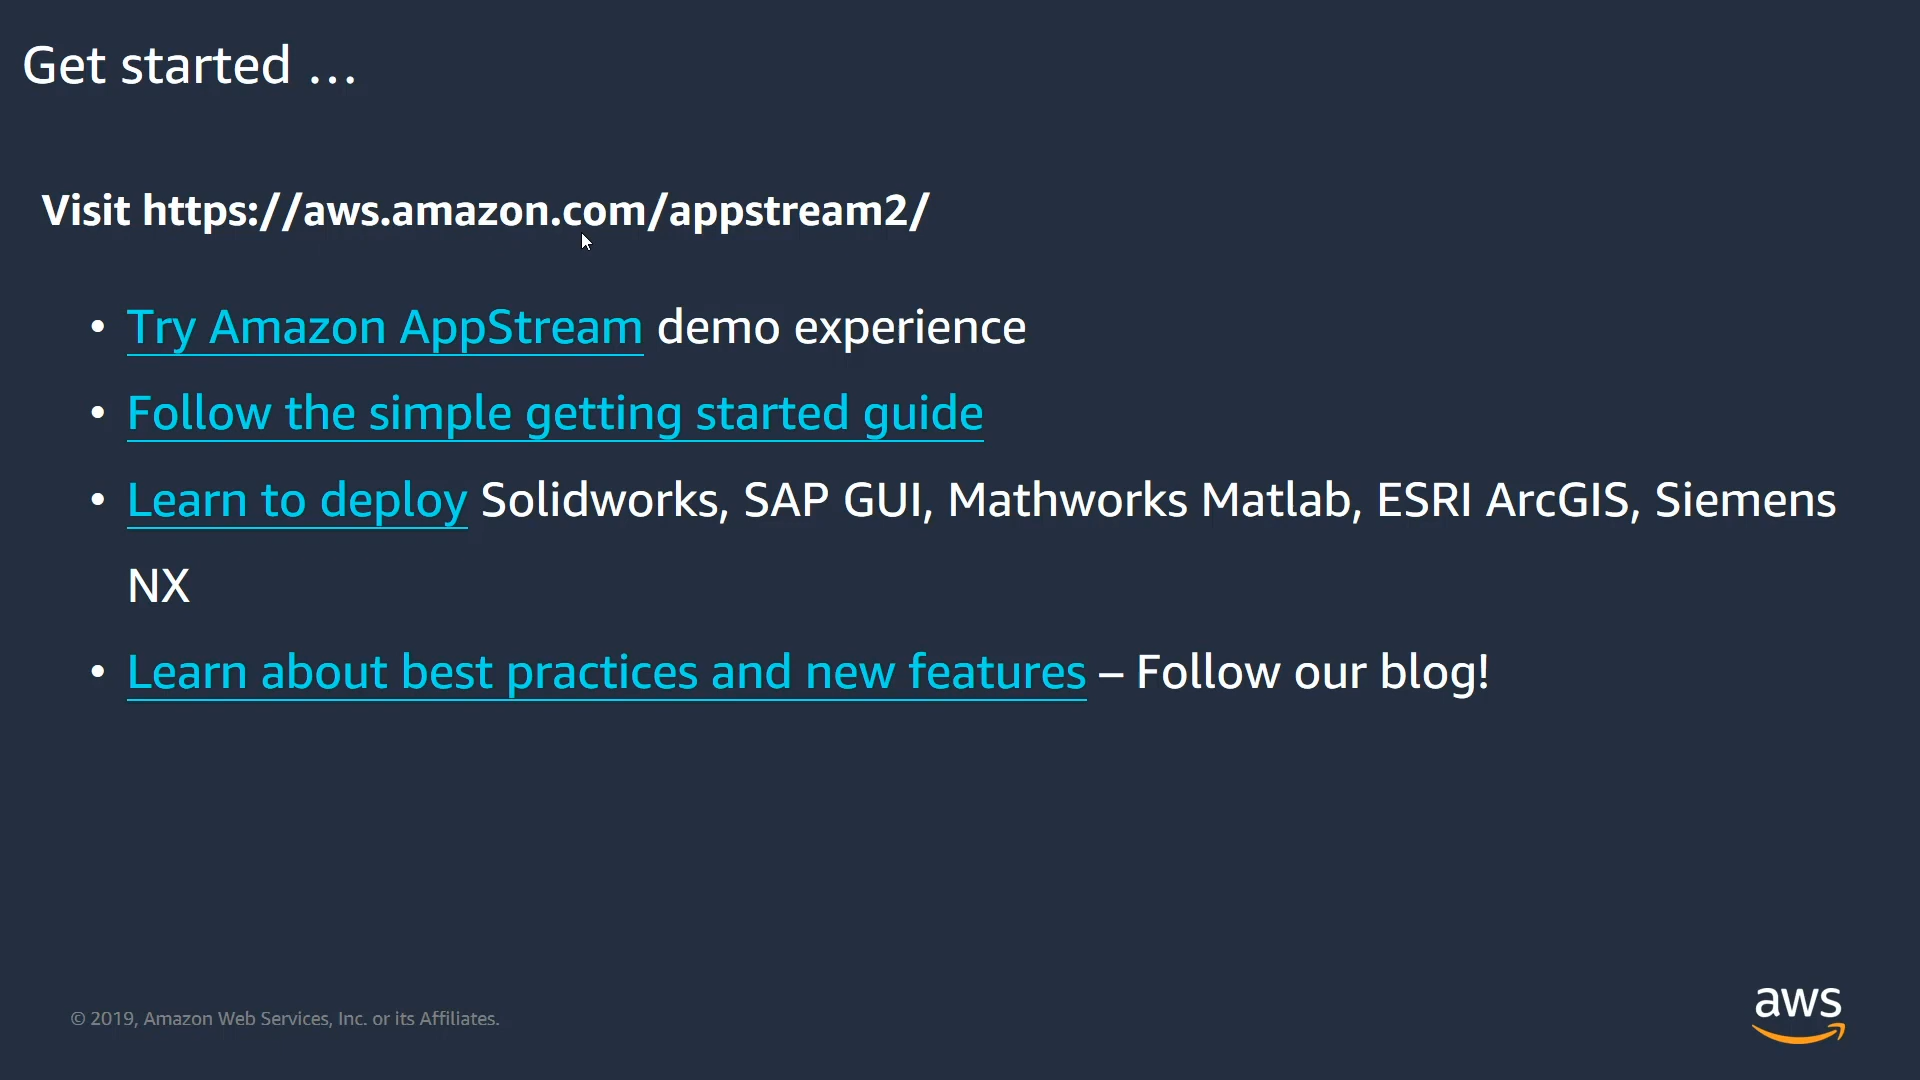 Get started ...
Visit https://aws.amazon.com/appstream2/
• Try Amazon AppStream demo experience
• Follow the simple getting started guide
• Learn to deploy Solidworks, SAP GUI, Mathworks Matlab, ESRI ArcGIS, Siemens
NX
• Learn about best practices and new features – Follow our blog!
© 2019, Amazon Web Services, Inc. or its Affiliates.
aws